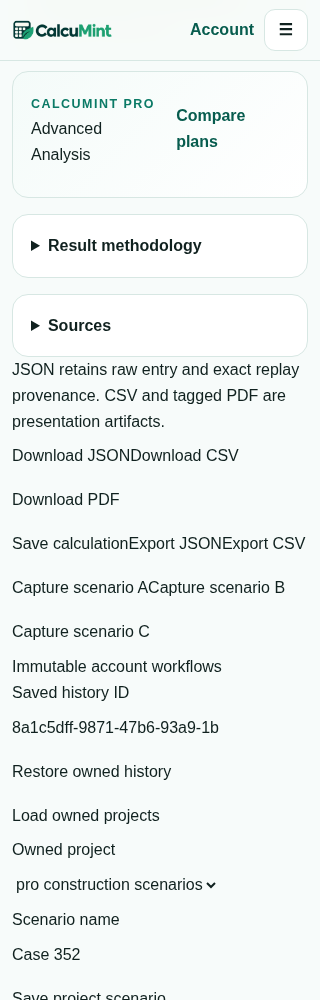 CalcuMint
Account
☰
CALCUMINT PRO
Advanced
Analysis
Compare
plans
Result methodology
Sources
JSON retains raw entry and exact replay
provenance. CSV and tagged PDF are
presentation artifacts.
Download JSONDownload CSV
Download PDF
Save calculationExport JSONExport CSV
Capture scenario ACapture scenario B
Capture scenario C
Immutable account workflows
Saved history ID
8a1c5dff-9871-47b6-93a9-1b
Restore owned history
Load owned projects
Owned project
pro construction scenarios
Scenario name
Case 352
Save project scenario